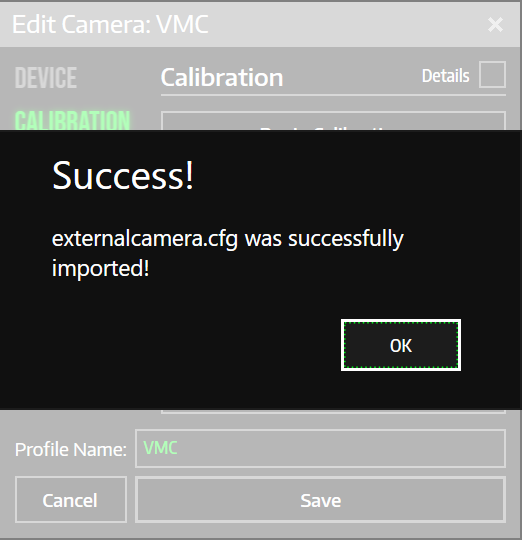 Edit Camera: VMC
DEVICE
Calibration
Details
CALIBRATION
Success!
externalcamera.cfg was successfully
imported!
OK
Profile Name:
VMC
Cancel
Save